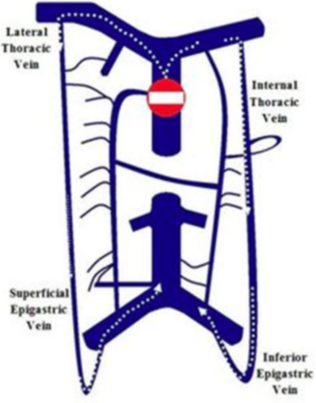 Lateral
Thoracic
Vein
Internal
Thoracic
Vein
Superficial
Epigastric
Vein
Inferior
Epigastric
Vein